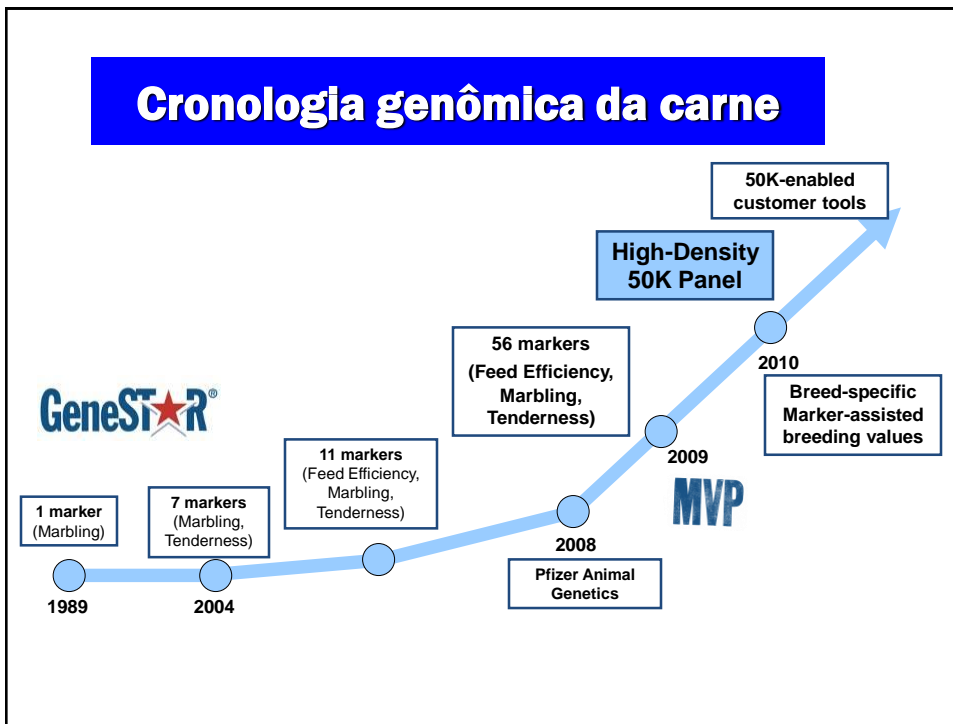 Cronologia genômica da carne
50K-enabled
customer tools
High-Density
50K Panel
56 markers
(Feed Efficiency,
Marbling,
Tenderness)
2010
Breed-specific
Marker-assisted
breeding values
GeneSTAR®
11 markers
(Feed Efficiency,
Marbling,
Tenderness)
2009
MVP
1 marker
(Marbling)
7 markers
(Marbling,
Tenderness)
2008
Pfizer Animal
Genetics
1989
2004